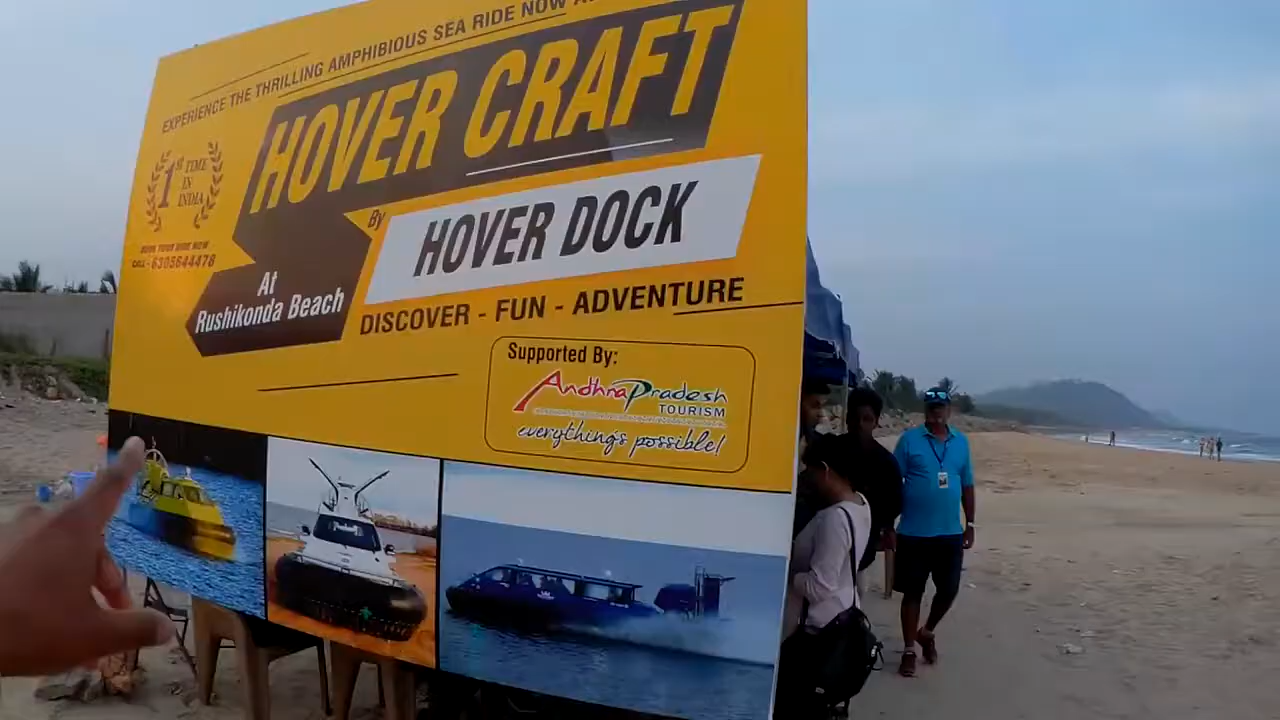 EXPERIENCE THE THRILLING AMPHIBIOUS SEA RIDE NOW
HOVER CRAFT
1st TIME
IN
INDIA
BOOK YOUR RIDE NOW
CALL - 6305644478
By
HOVER DOCK
At
Rushikonda Beach
DISCOVER - FUN - ADVENTURE
Supported By:
AndhraPradesh
TOURISM
everything's possible!